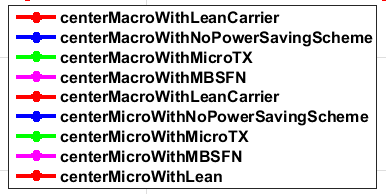 centerMacroWithLeanCarrier
centerMacroWithNoPowerSavingScheme
centerMacroWithMicroTX
centerMacroWithMBSFN
centerMacroWithLeanCarrier
centerMicroWithNoPowerSavingScheme
centerMicroWithMicroTX
centerMicroWithMBSFN
centerMicroWithLean